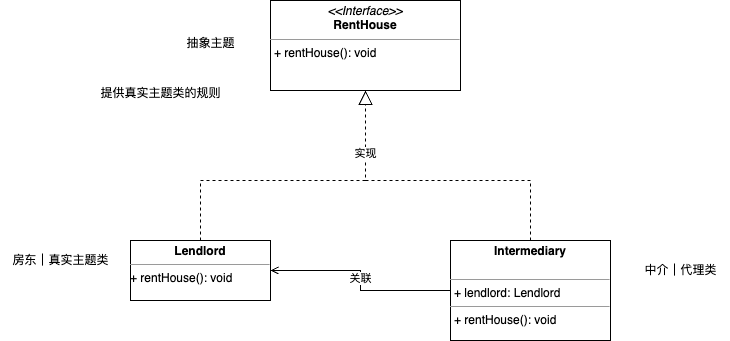 <<Interface>>
RentHouse
抽象主题
+ rentHouse(): void
提供真实主题类的规则
实现
Lendlord
Intermediary
房东｜真实主题类
+ rentHouse(): void
关联
中介｜代理类
+ lendlord: Lendlord
+ rentHouse(): void